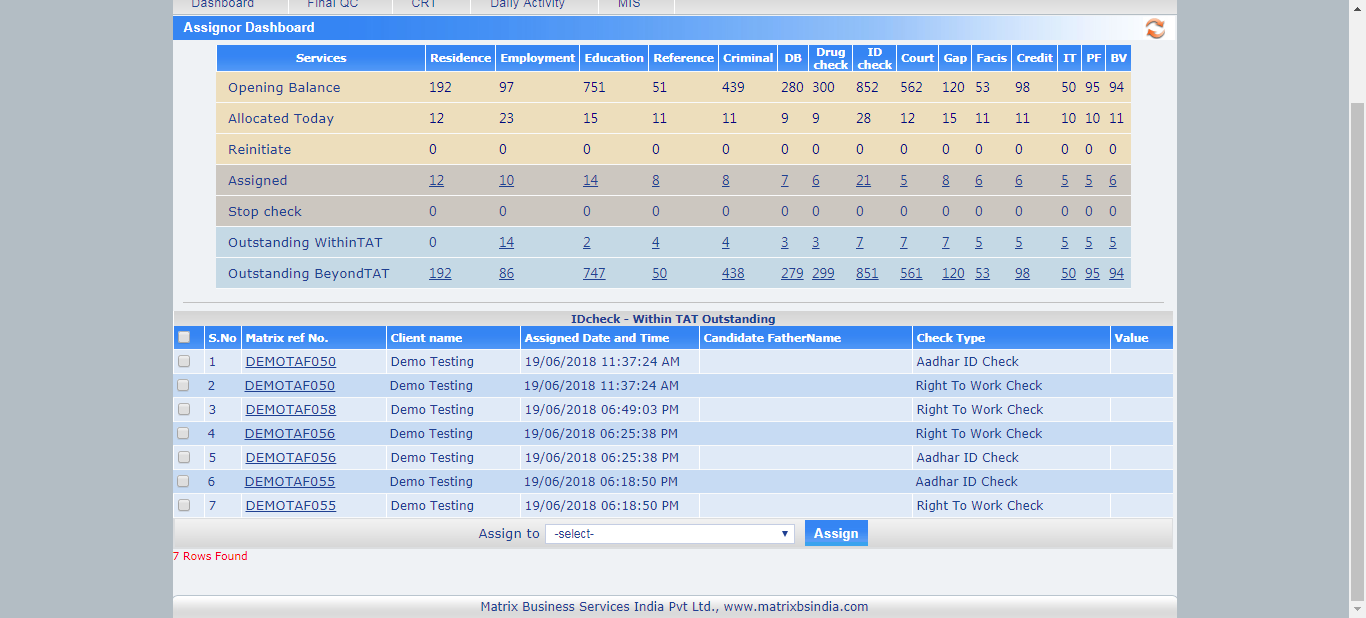 Dashboard Final QC CRT Daily Activity MIS
Assignor Dashboard
Services Residence Employment Education Reference Criminal DB Drug check ID check Court Gap Facis Credit IT PF BV
Opening Balance 192 97 751 51 439 280 300 852 562 120 53 98 50 95 94
Allocated Today 12 23 15 11 11 9 9 28 12 15 11 11 10 10 11
Reinitiate 0 0 0 0 0 0 0 0 0 0 0 0 0 0 0
Assigned 12 10 14 8 8 7 6 21 5 8 6 6 5 5 6
Stop check 0 0 0 0 0 0 0 0 0 0 0 0 0 0 0
Outstanding WithinTAT 0 14 2 4 4 3 3 7 7 7 5 5 5 5 5
Outstanding BeyondTAT 192 86 747 50 438 279 299 851 561 120 53 98 50 95 94
IDcheck - Within TAT Outstanding
S.No Matrix ref No. Client name Assigned Date and Time Candidate FatherName Check Type Value
1 DEMOTAF050 Demo Testing 19/06/2018 11:37:24 AM Aadhar ID Check
2 DEMOTAF050 Demo Testing 19/06/2018 11:37:24 AM Right To Work Check
3 DEMOTAF058 Demo Testing 19/06/2018 06:49:03 PM Right To Work Check
4 DEMOTAF056 Demo Testing 19/06/2018 06:25:38 PM Right To Work Check
5 DEMOTAF056 Demo Testing 19/06/2018 06:25:38 PM Aadhar ID Check
6 DEMOTAF055 Demo Testing 19/06/2018 06:18:50 PM Aadhar ID Check
7 DEMOTAF055 Demo Testing 19/06/2018 06:18:50 PM Right To Work Check
Assign to -select- Assign
7 Rows Found
Matrix Business Services India Pvt Ltd., www.matrixbsindia.com